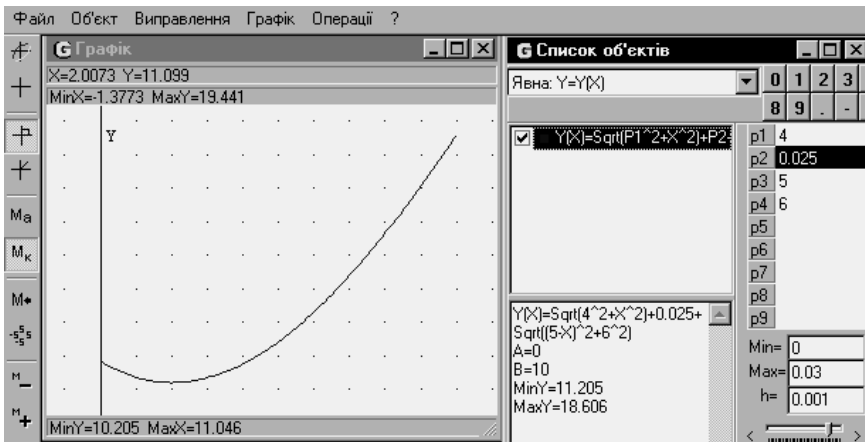 Файл Об'єкт Виправлення Графік Операції ?
Графік
X=2.0073 Y=11.099
MinX=-1.3773 MaxY=19.441
Y
MinY=10.205 MaxX=11.046
Ma
Mк
M
-5 5 5 5
M
M
Список об'єктів
Явна: Y=Y(X)
0 1 2 3
8 9 . -
Y(X)=Sqrt(P1^2+X^2)+P2+
p1 4
p2 0.025
p3 5
p4 6
p5
p6
p7
p8
p9
Y(X)=Sqrt(4^2+X^2)+0.025+
Sqrt((5-X)^2+6^2)
A=0
B=10
MinY=11.205
MaxY=18.606
Min= 0
Max= 0.03
h= 0.001
< >